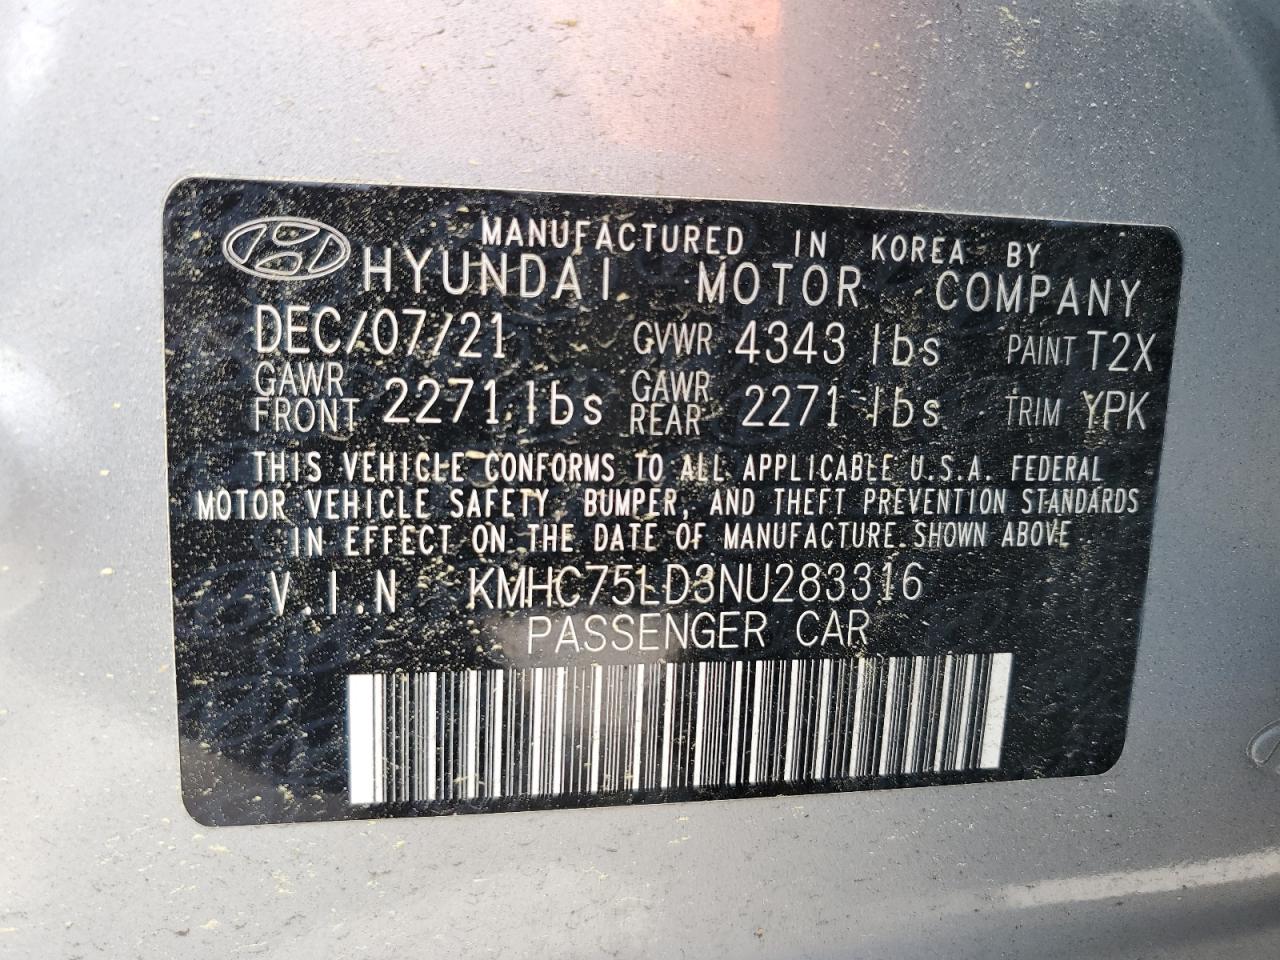 MANUFACTURED IN KOREA BY
HYUNDAI MOTOR COMPANY
DEC/07/21 GVWR 4343 lbs PAINT T2X
GAWR FRONT 2271 lbs GAWR REAR 2271 lbs TRIM YPK
THIS VEHICLE CONFORMS TO ALL APPLICABLE U.S.A. FEDERAL
MOTOR VEHICLE SAFETY, BUMPER, AND THEFT PREVENTION STANDARDS
IN EFFECT ON THE DATE OF MANUFACTURE SHOWN ABOVE
V.I.N KMHC75LD3NU283316
PASSENGER CAR